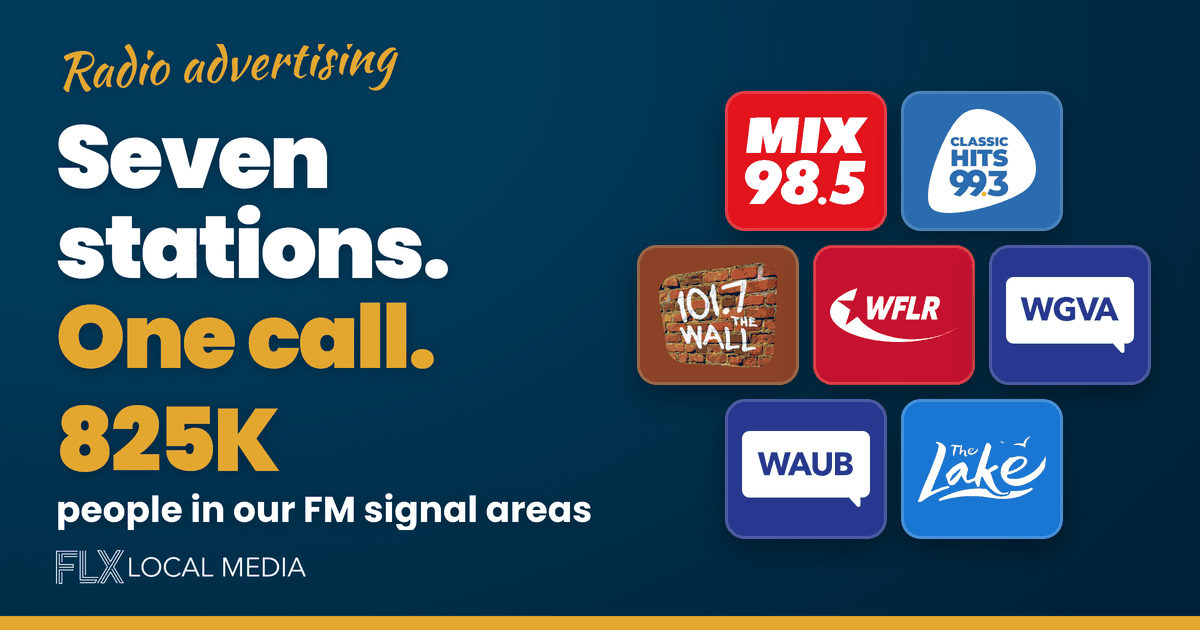 Radio advertising
Seven
stations.
One call.
825K
people in our FM signal areas
FLX LOCAL MEDIA
MIX
98.5
CLASSIC
HITS
99.3
101.7
THE
WALL
WFLR
WGVA
WAUB
The
Lake